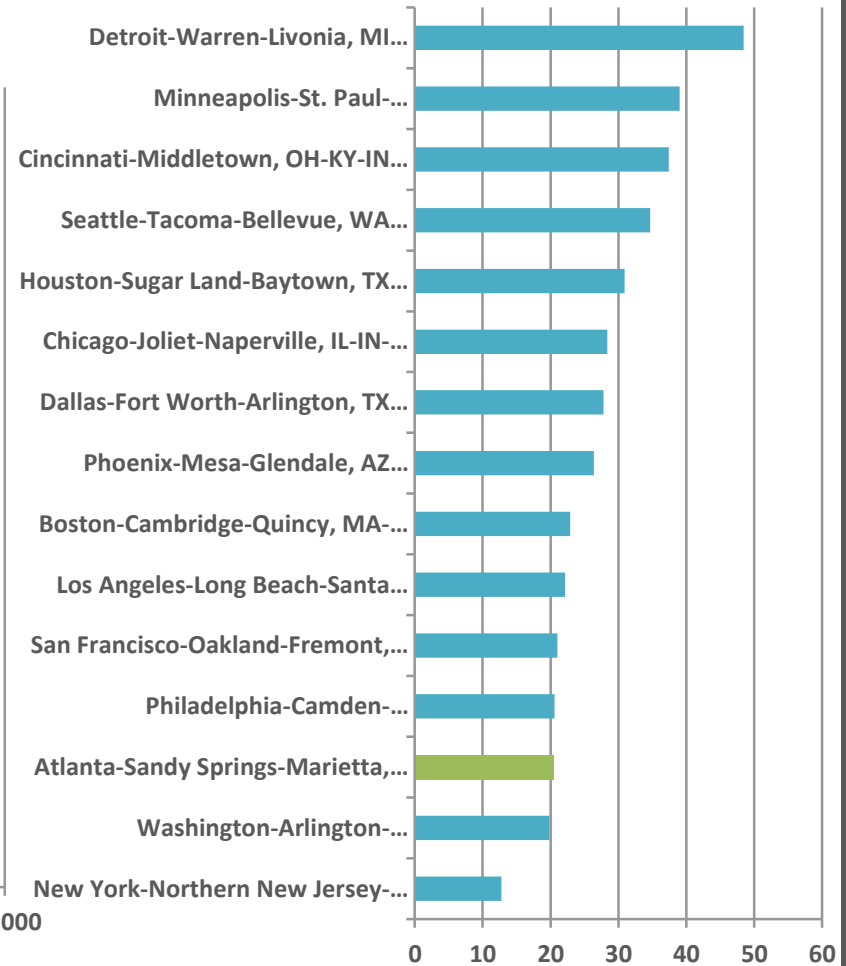 Detroit-Warren-Livonia, MI…
Minneapolis-St. Paul-…
Cincinnati-Middletown, OH-KY-IN…
Seattle-Tacoma-Bellevue, WA…
Houston-Sugar Land-Baytown, TX…
Chicago-Joliet-Naperville, IL-IN-…
Dallas-Fort Worth-Arlington, TX…
Phoenix-Mesa-Glendale, AZ…
Boston-Cambridge-Quincy, MA-…
Los Angeles-Long Beach-Santa…
San Francisco-Oakland-Fremont,…
Philadelphia-Camden-…
Atlanta-Sandy Springs-Marietta,…
Washington-Arlington-…
New York-Northern New Jersey-…
000
0 10 20 30 40 50 60